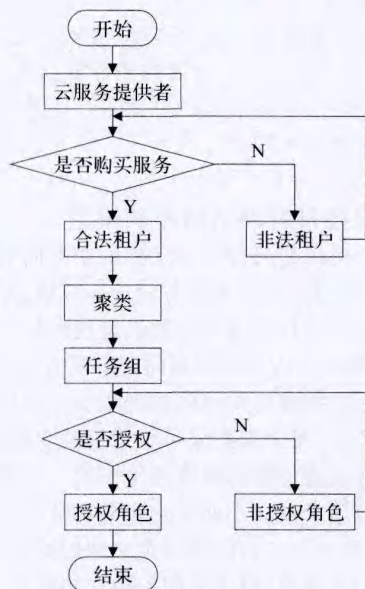 开始
云服务提供者
是否购买服务
N
Y
合法租户
非法租户
聚类
任务组
是否授权
N
Y
授权角色
非授权角色
结束